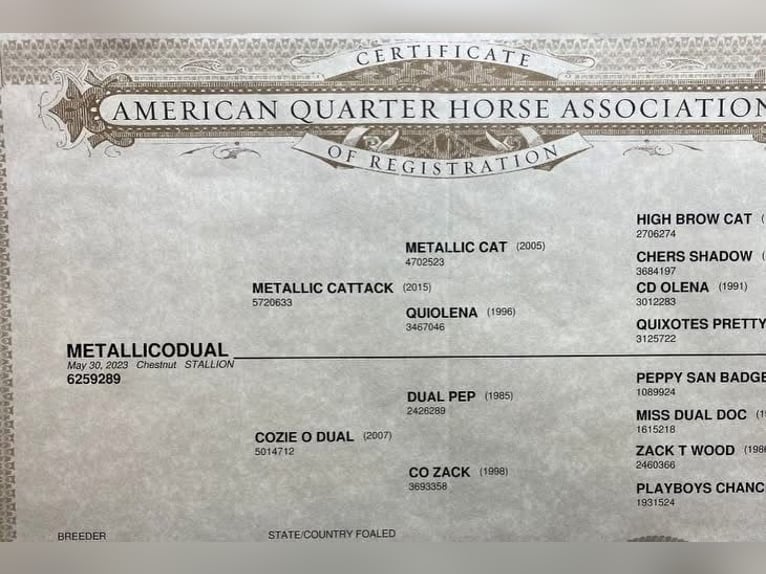 CERTIFICATE
AMERICAN QUARTER HORSE ASSOCIATION
OF REGISTRATION
HIGH BROW CAT (
2706274
METALLIC CAT (2005)
4702523
CHERS SHADOW (
3684197
METALLIC CATTACK (2015)
5720633
CD OLENA (1991)
3012283
QUIOLENA (1996)
3467046
QUIXOTES PRETTY
3125722
METALLICODUAL
May 30, 2023 Chestnut STALLION
6259289
PEPPY SAN BADGE
1089924
DUAL PEP (1985)
2426289
MISS DUAL DOC (19
1615218
COZIE O DUAL (2007)
5014712
ZACK T WOOD (1986
2460366
CO ZACK (1998)
3693358
PLAYBOYS CHANC
1931524
BREEDER
STATE/COUNTRY FOALED